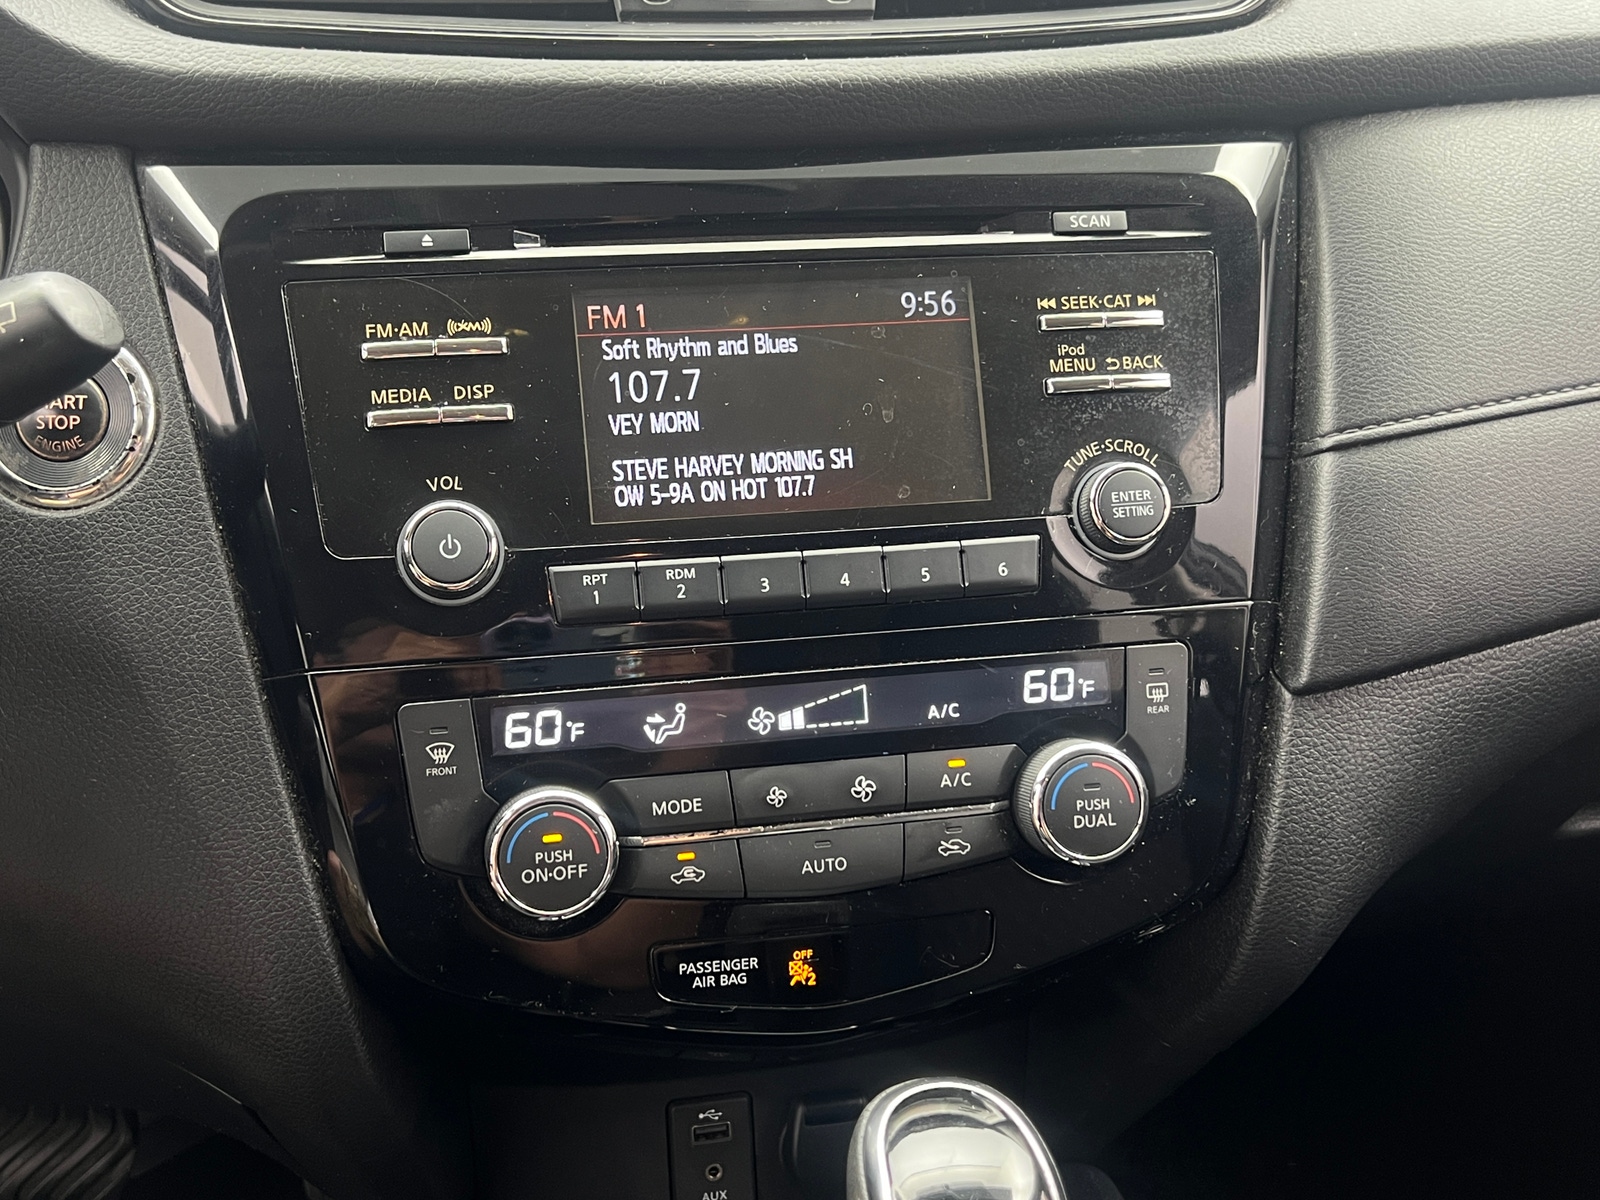 SCAN
FM·AM
((XM))
MEDIA
DISP
VOL
FM 1
9:56
Soft Rhythm and Blues
107.7
VEY MORN
STEVE HARVEY MORNING SH
OW 5-9A ON HOT 107.7
SEEK·CAT
iPod
MENU
BACK
TUNE·SCROLL
ENTER
SETTING
STOP
ENGINE
RPT
1
RDM
2
3
4
5
6
60°F
A/C
60°F
FRONT
REAR
MODE
A/C
PUSH
ON·OFF
AUTO
PUSH
DUAL
PASSENGER
AIR BAG
OFF
2
AUX